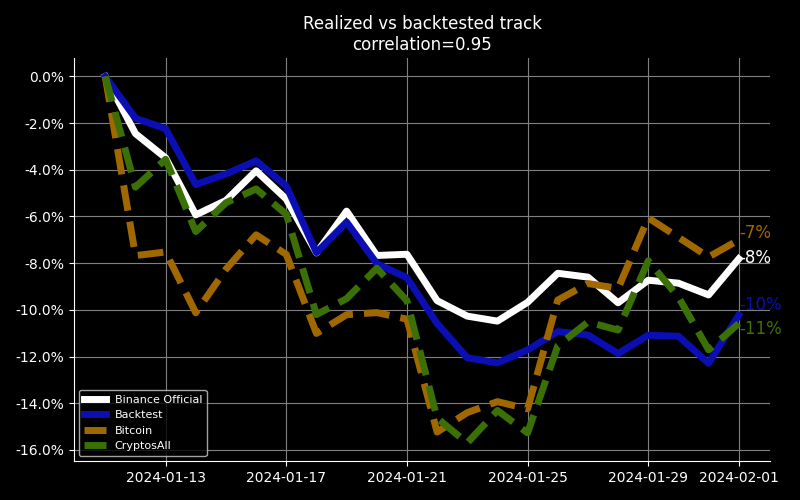 Realized vs backtested track
correlation=0.95
0.0%
-2.0%
-4.0%
-6.0%
-8.0%
-10.0%
-12.0%
-14.0%
-16.0%
-7%
-8%
-10%
-11%
Binance Official
Backtest
Bitcoin
CryptosAll
2024-01-13 2024-01-17 2024-01-21 2024-01-25 2024-01-29 2024-02-01